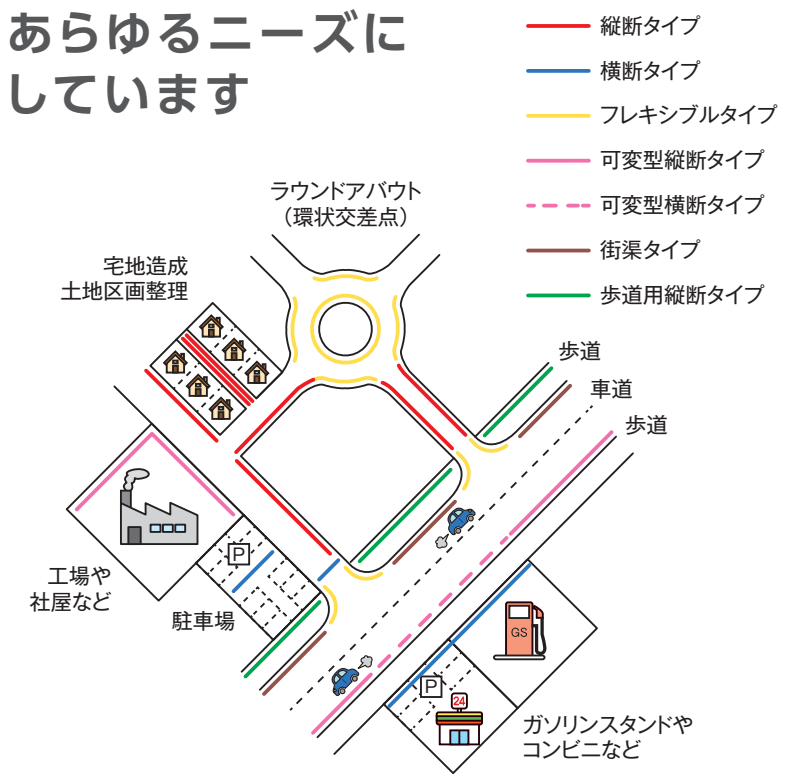 あらゆるニーズに
しています
縦断タイプ
横断タイプ
フレキシブルタイプ
可変型縦断タイプ
可変型横断タイプ
街渠タイプ
歩道用縦断タイプ
ラウンドアバウト
（環状交差点）
宅地造成
土地区画整理
歩道
車道
歩道
工場や
社屋など
P
駐車場
GS
P
24
ガソリンスタンドや
コンビニなど